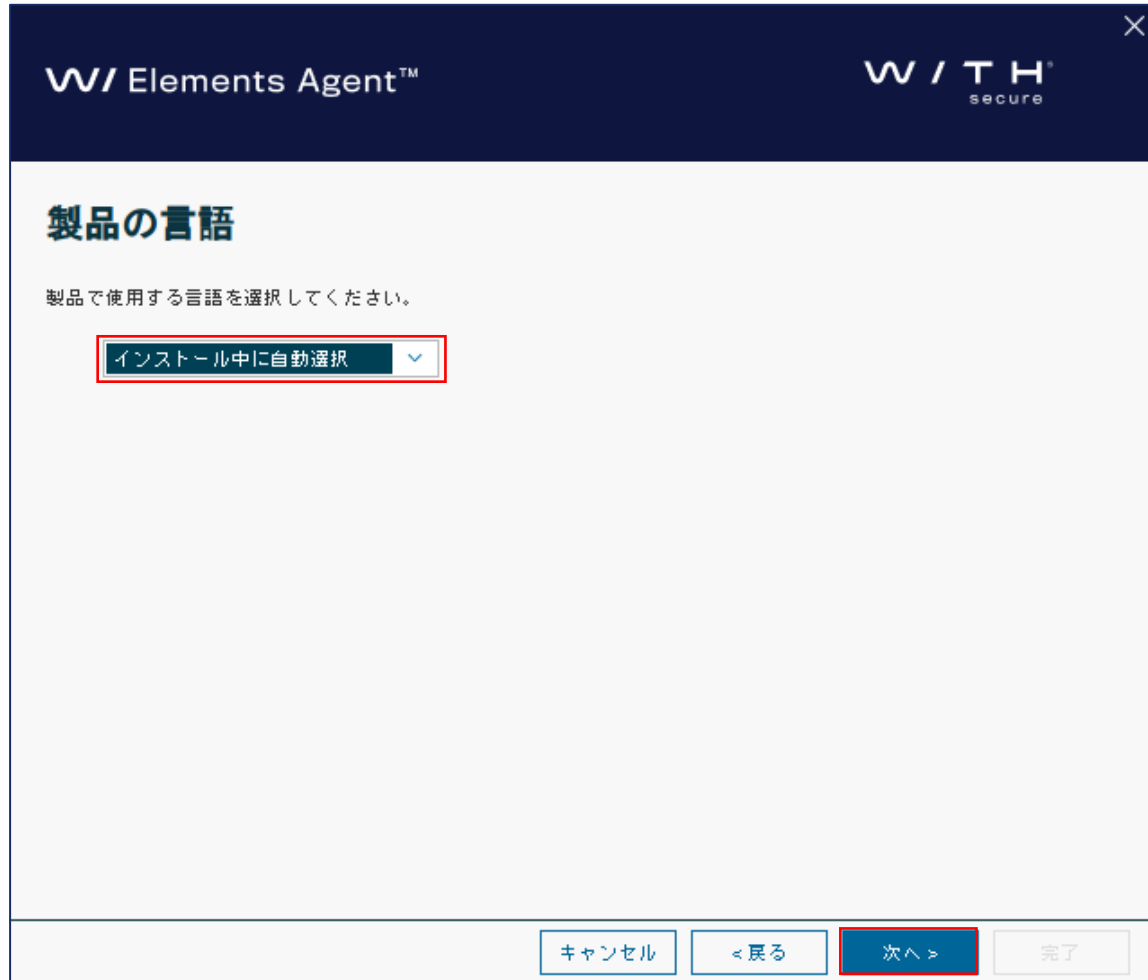 W/ Elements Agent™
W / T H®
secure
製品の言語
製品で使用する言語を選択してください。
インストール中に自動選択
キャンセル
<戻る
次へ >
完了